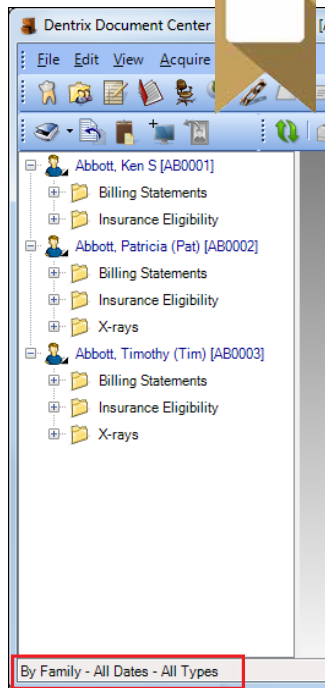 Dentrix Document Center
File Edit View Acquire
Abbott, Ken S [AB0001]
Billing Statements
Insurance Eligibility
Abbott, Patricia (Pat) [AB0002]
Billing Statements
Insurance Eligibility
X-rays
Abbott, Timothy (Tim) [AB0003]
Billing Statements
Insurance Eligibility
X-rays
By Family - All Dates - All Types